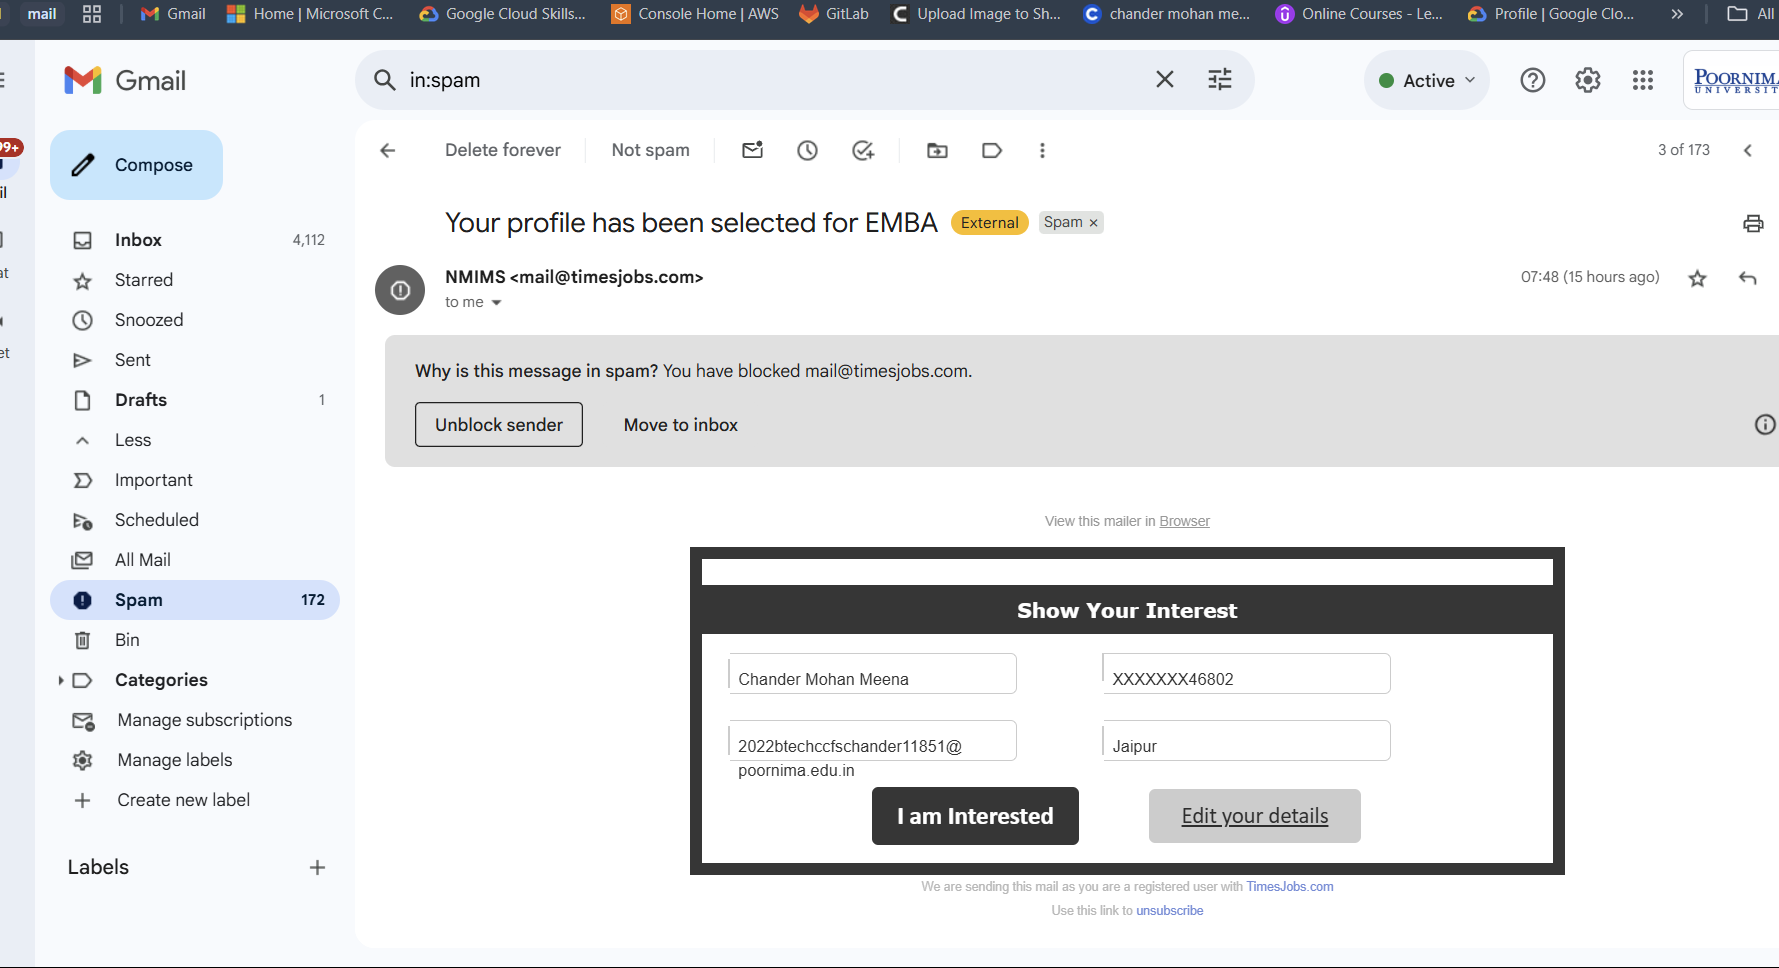 mail
Gmail
Home | Microsoft C...
Google Cloud Skills...
Console Home | AWS
GitLab
Upload Image to Sh...
chander mohan me...
Online Courses - Le...
Profile | Google Clo...
All
Gmail
in:spam
Active
POORNIMA
UNIVERSIT
99+
Compose
Delete forever
Not spam
3 of 173
Your profile has been selected for EMBA
External
Spam ×
Inbox 4,112
Starred
Snoozed
Sent
Drafts 1
Less
Important
Scheduled
All Mail
Spam 172
Bin
Categories
Manage subscriptions
Manage labels
Create new label
Labels
NMIMS <mail@timesjobs.com>
07:48 (15 hours ago)
to me
Why is this message in spam? You have blocked mail@timesjobs.com.
Unblock sender
Move to inbox
View this mailer in Browser
Show Your Interest
Chander Mohan Meena
XXXXXXX46802
2022btechccfschander11851@
poornima.edu.in
Jaipur
I am Interested
Edit your details
We are sending this mail as you are a registered user with TimesJobs.com
Use this link to unsubscribe